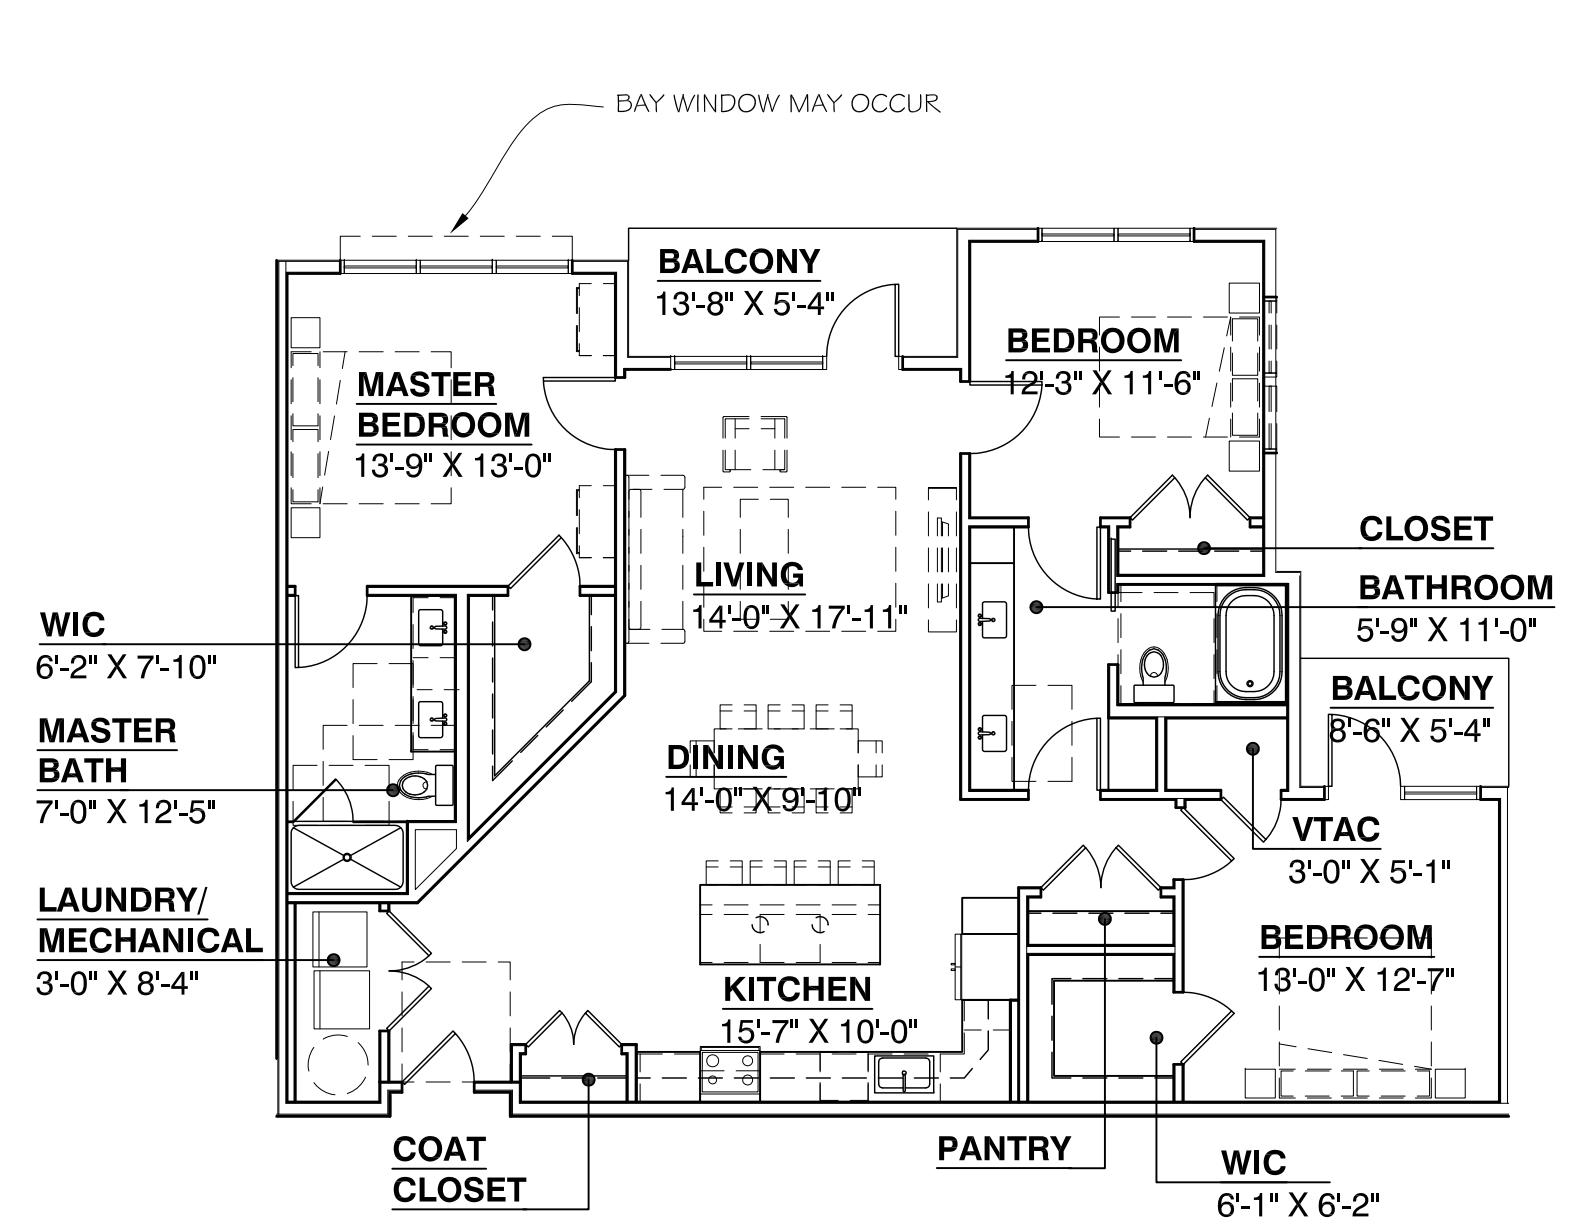 BAY WINDOW MAY OCCUR
BALCONY
13'-8" X 5'-4"
BEDROOM
12'-3" X 11'-6"
MASTER
BEDROOM
13'-9" X 13'-0"
CLOSET
LIVING
14'-0" X 17'-11"
BATHROOM
5'-9" X 11'-0"
WIC
6'-2" X 7'-10"
BALCONY
8'-6" X 5'-4"
MASTER
BATH
7'-0" X 12'-5"
DINING
14'-0" X 9'-10"
VTAC
3'-0" X 5'-1"
LAUNDRY/
MECHANICAL
3'-0" X 8'-4"
BEDROOM
13'-0" X 12'-7"
KITCHEN
15'-7" X 10'-0"
COAT
CLOSET
PANTRY
WIC
6'-1" X 6'-2"